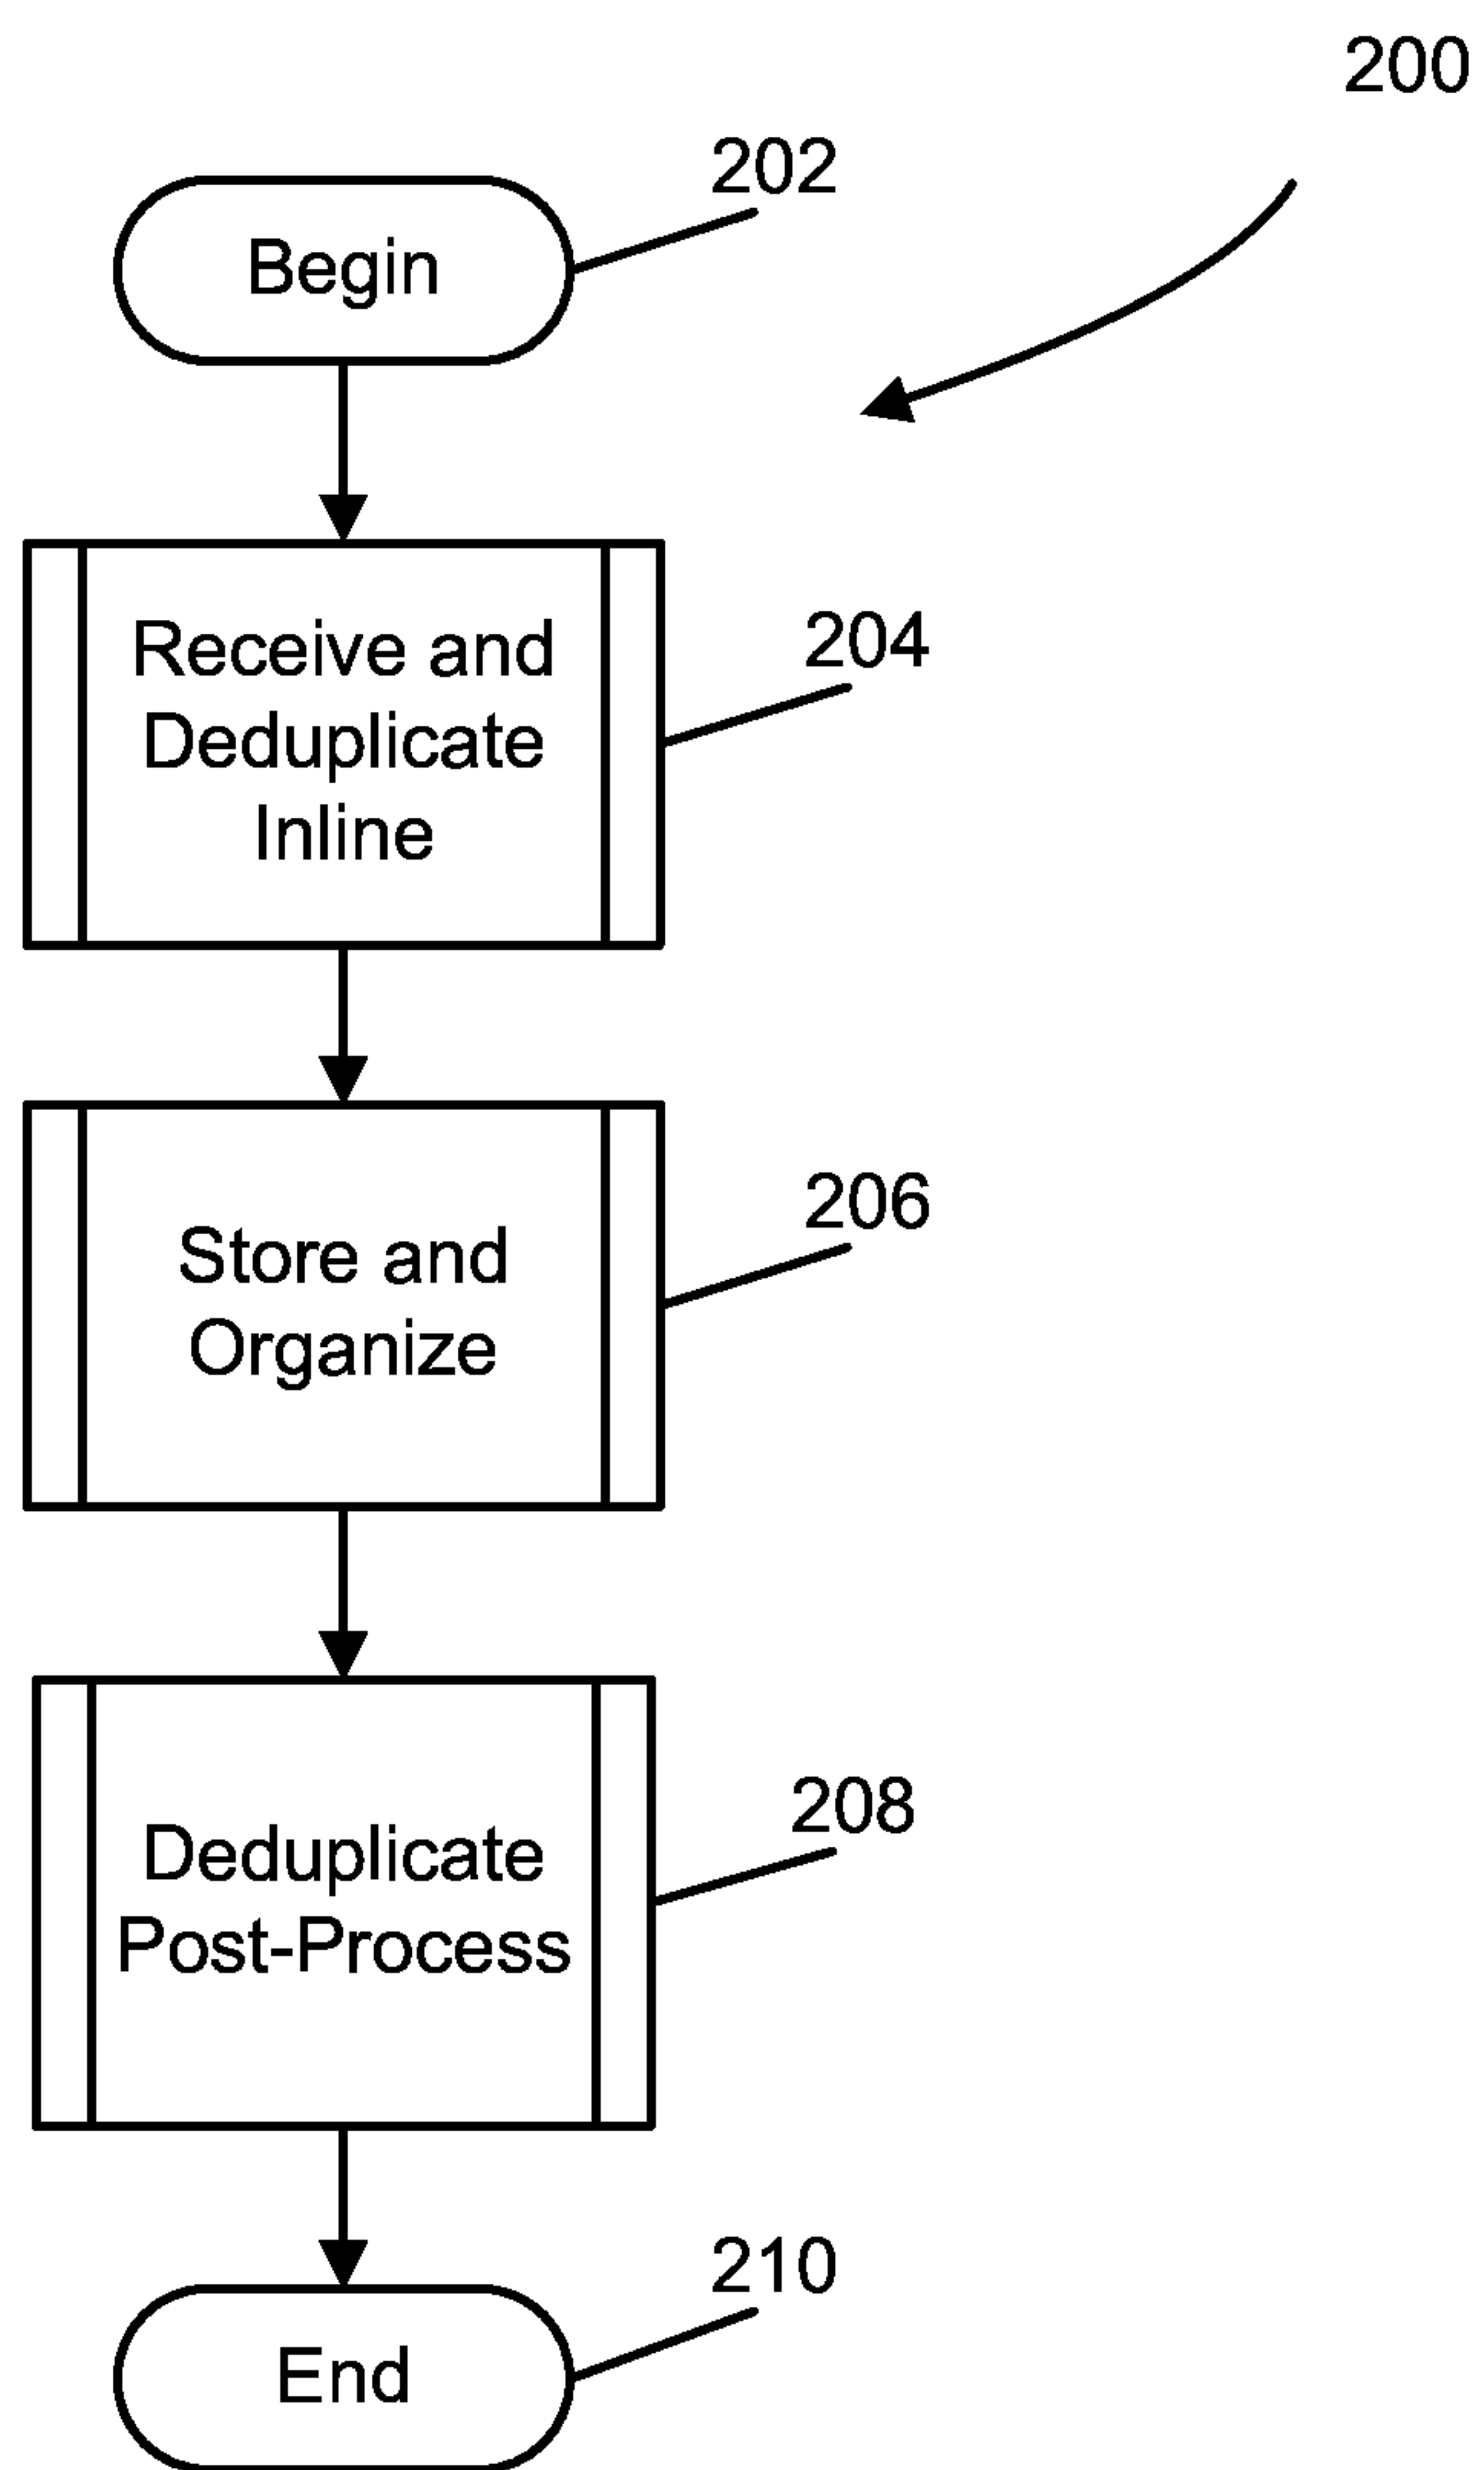 200
202
Begin
204
Receive and
Deduplicate
Inline
206
Store and
Organize
208
Deduplicate
Post-Process
210
End